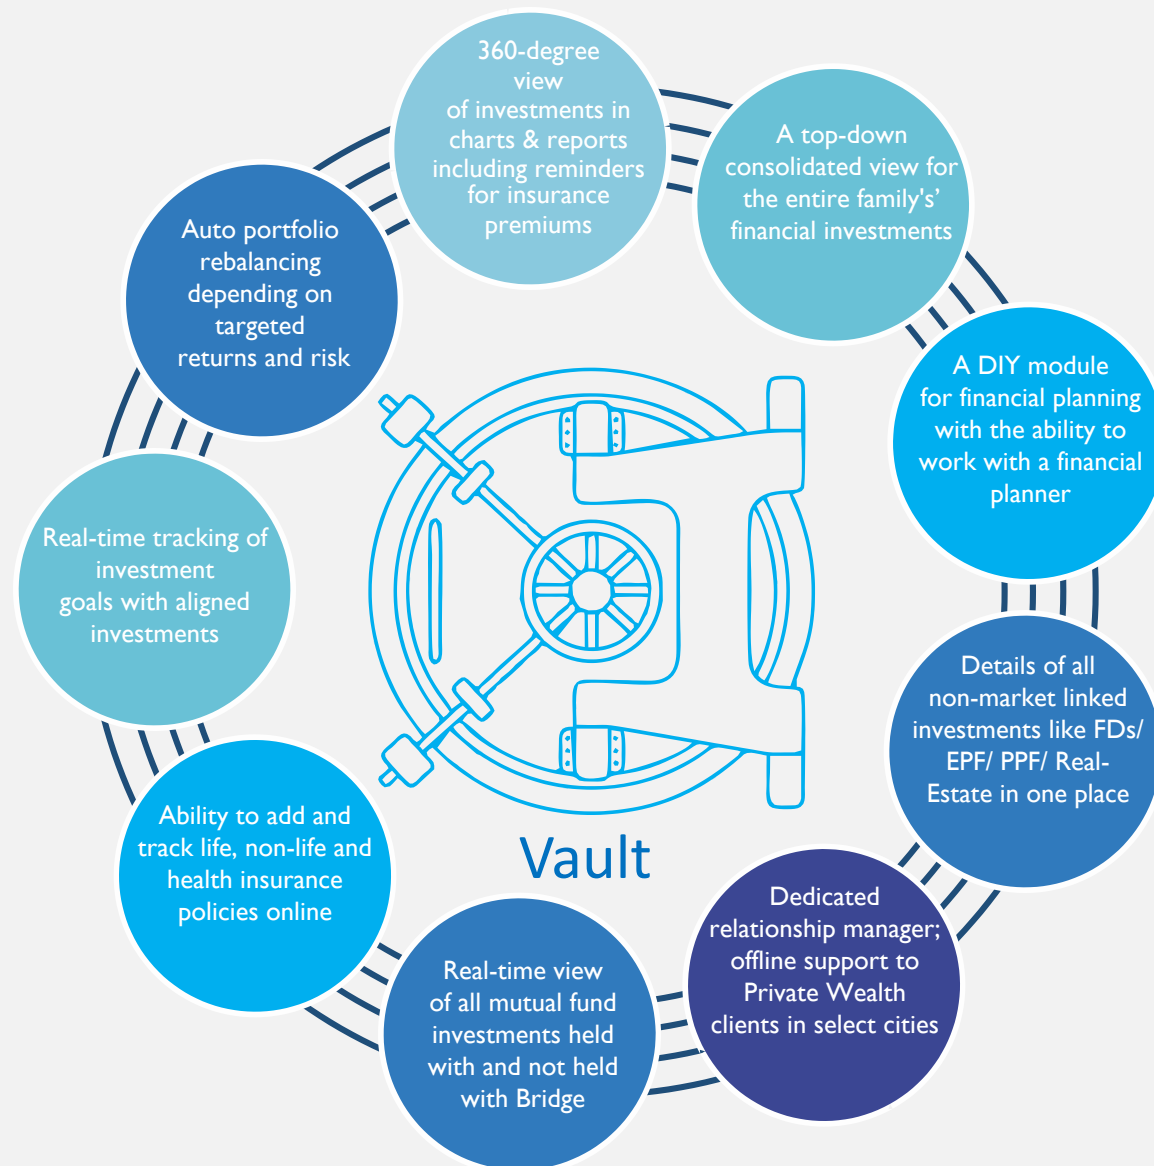 360-degree
view
of investments in
charts & reports
including reminders
for insurance
premiums
A top-down
consolidated view for
the entire family's’
financial investments
A DIY module
for financial planning
with the ability to
work with a financial
planner
Details of all
non-market linked
investments like FDs/
EPF/ PPF/ Real-
Estate in one place
Dedicated
relationship manager;
offline support to
Private Wealth
clients in select cities
Real-time view
of all mutual fund
investments held
with and not held
with Bridge
Ability to add and
track life, non-life and
health insurance
policies online
Real-time tracking of
investment
goals with aligned
investments
Auto portfolio
rebalancing
depending on
targeted
returns and risk
Vault